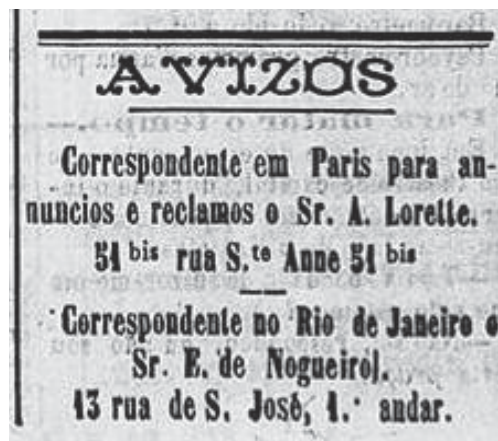 AVIZOS
Correspondente em Paris para an-
nuncios e reclamos o Sr. A. Lorette.
51 bis rua S.te Anne 51 bis
Correspondente no Rio de Janeiro o
Sr. E. de Nogueirol.
13 rua de S. José, 1.º andar.